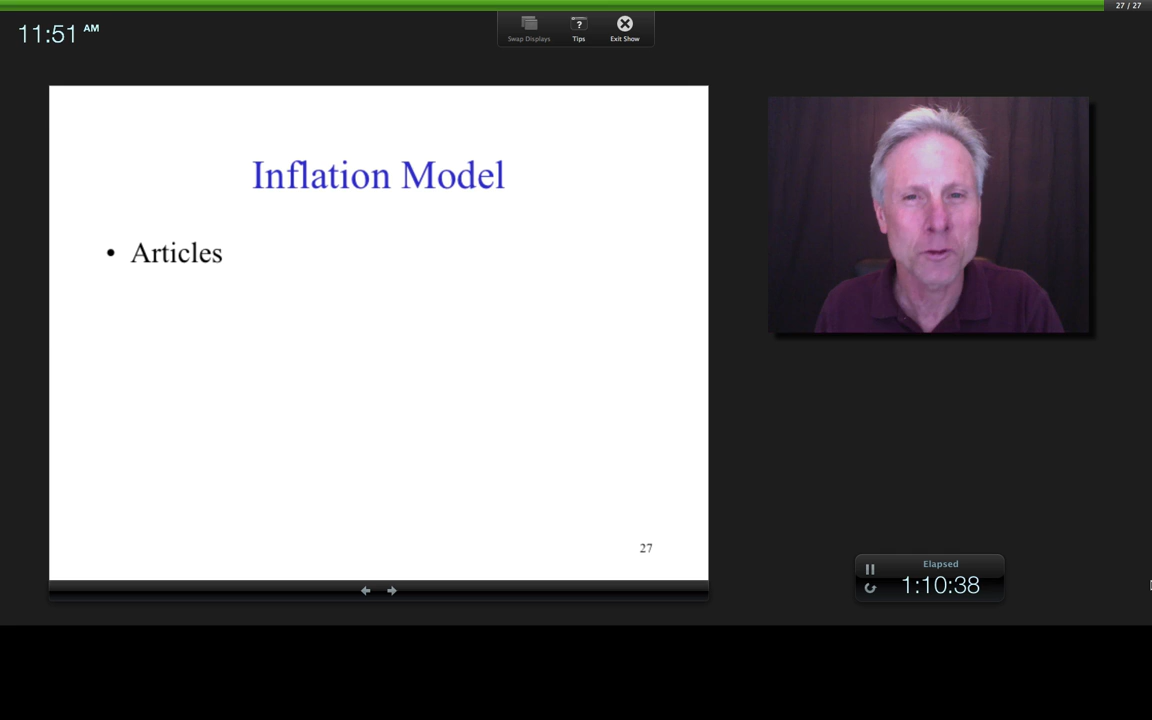 27 / 27
11:51 AM
Swap Displays
Tips
Exit Show
Inflation Model
• Articles
27
Elapsed
1:10:38